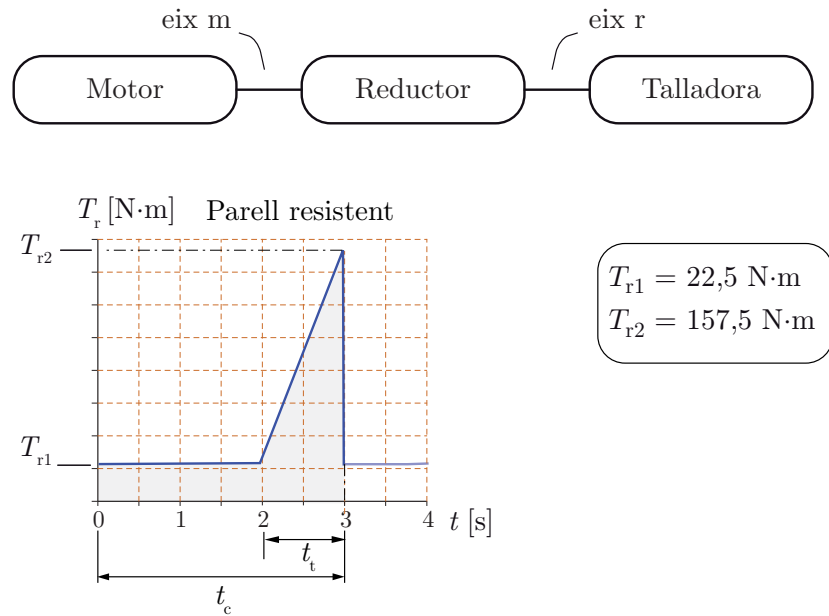 eix m
eix r
Motor
Reductor
Talladora
T_r [N·m] Parell resistent
T_r2
T_r1
T_r1 = 22,5 N·m
T_r2 = 157,5 N·m
0 1 2 3 4 t [s]
t_t
t_c